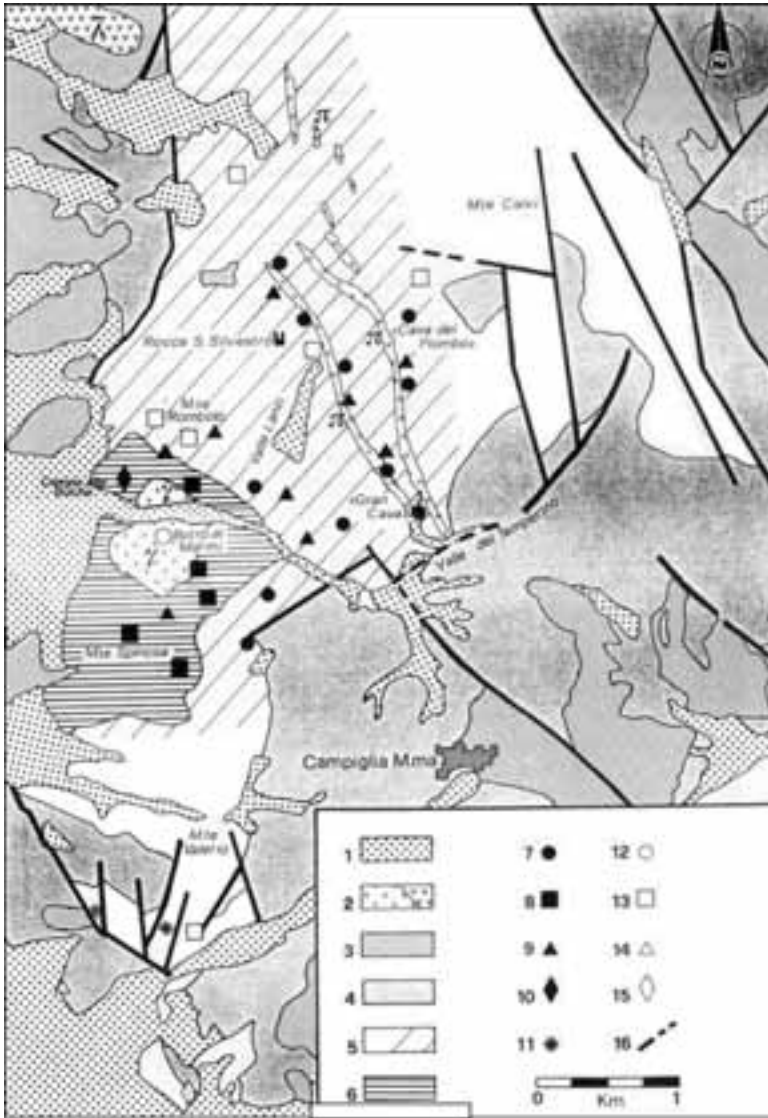 N
Mte Calvi
Rocca S. Silvestro
Cava del Piombo
Mte Rombolo
Valle Lanzi
«Gran Cava»
Valle dei
Mte Spinosa
Campiglia M.ma
Mte Valerio
1
2
3
4
5
6
7
8
9
10
11
12
13
14
15
16
0 1
Km